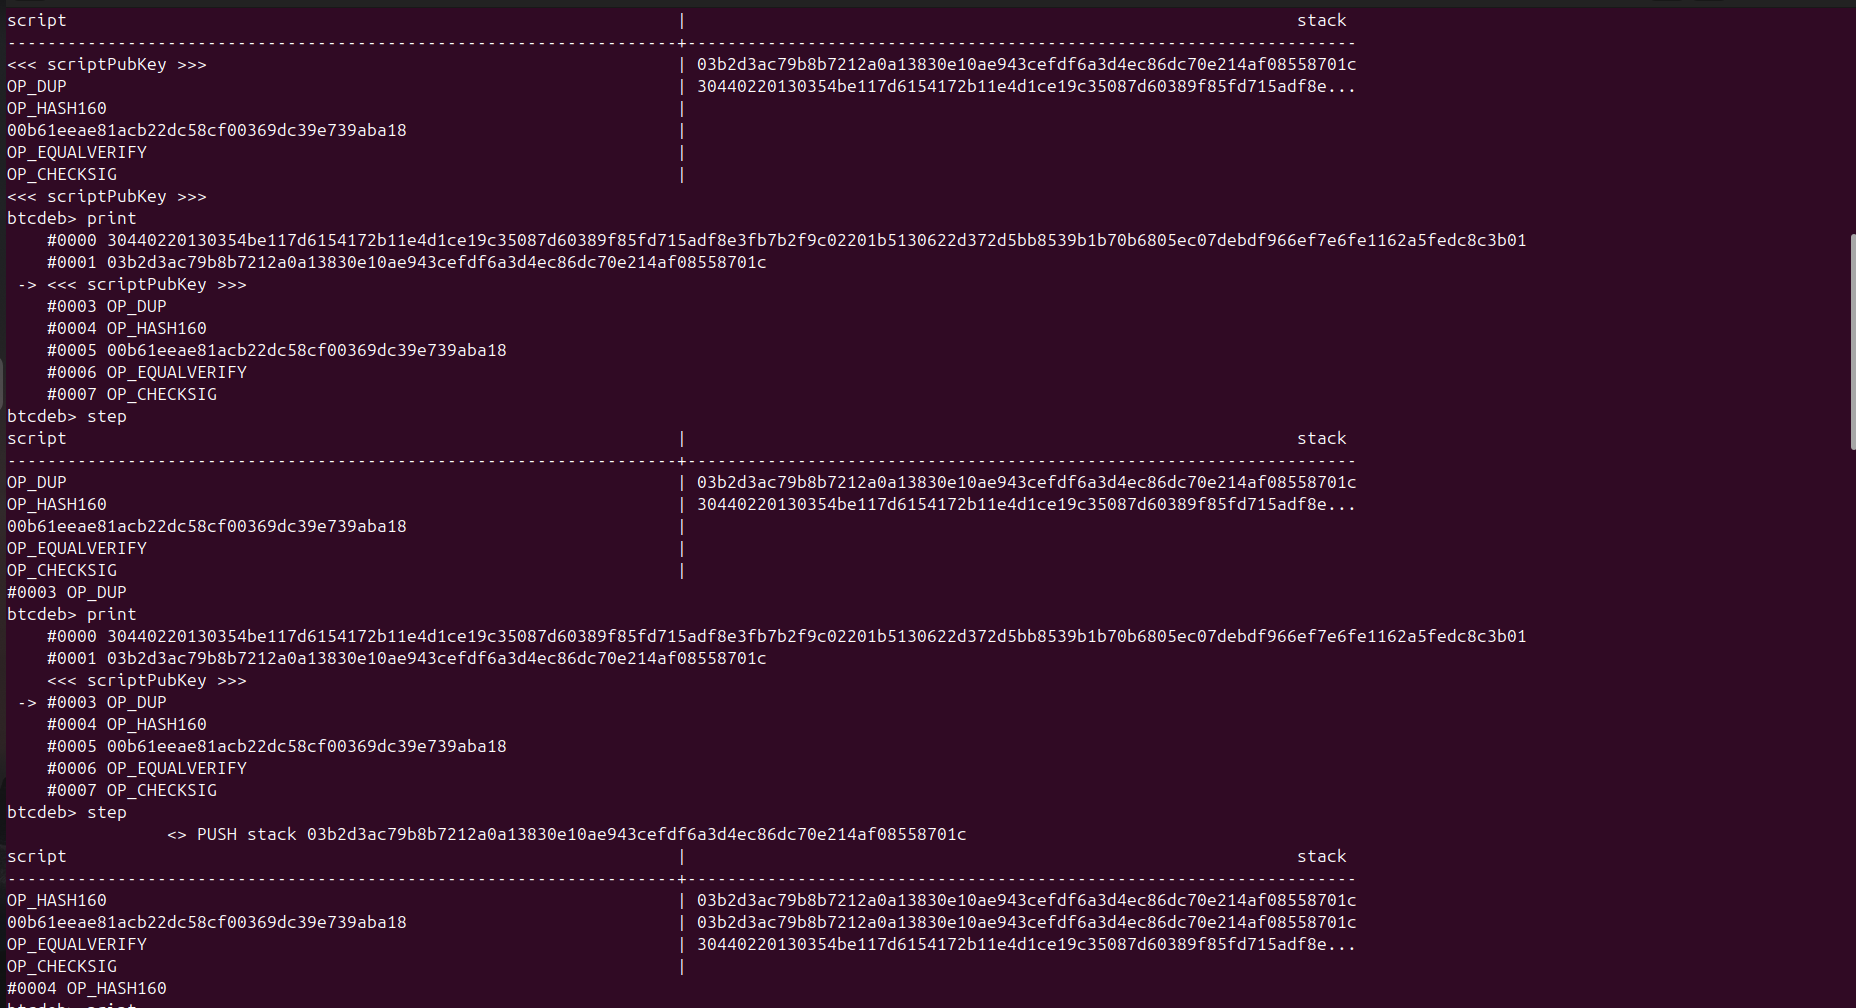 script | stack
-------------------------------------------------------------------+-------------------------------------------------------------------
<<< scriptPubKey >>> | 03b2d3ac79b8b7212a0a13830e10ae943cefdf6a3d4ec86dc70e214af08558701c
OP_DUP | 30440220130354be117d6154172b11e4d1ce19c35087d60389f85fd715adf8e...
OP_HASH160 |
00b61eeae81acb22dc58cf00369dc39e739aba18 |
OP_EQUALVERIFY |
OP_CHECKSIG |
<<< scriptPubKey >>>
btcdeb> print
#0000 30440220130354be117d6154172b11e4d1ce19c35087d60389f85fd715adf8e3fb7b2f9c02201b5130622d372d5bb8539b1b70b6805ec07debdf966ef7e6fe1162a5fedc8c3b01
#0001 03b2d3ac79b8b7212a0a13830e10ae943cefdf6a3d4ec86dc70e214af08558701c
-> <<< scriptPubKey >>>
#0003 OP_DUP
#0004 OP_HASH160
#0005 00b61eeae81acb22dc58cf00369dc39e739aba18
#0006 OP_EQUALVERIFY
#0007 OP_CHECKSIG
btcdeb> step
script | stack
-------------------------------------------------------------------+-------------------------------------------------------------------
OP_DUP | 03b2d3ac79b8b7212a0a13830e10ae943cefdf6a3d4ec86dc70e214af08558701c
OP_HASH160 | 30440220130354be117d6154172b11e4d1ce19c35087d60389f85fd715adf8e...
00b61eeae81acb22dc58cf00369dc39e739aba18 |
OP_EQUALVERIFY |
OP_CHECKSIG |
#0003 OP_DUP
btcdeb> print
#0000 30440220130354be117d6154172b11e4d1ce19c35087d60389f85fd715adf8e3fb7b2f9c02201b5130622d372d5bb8539b1b70b6805ec07debdf966ef7e6fe1162a5fedc8c3b01
#0001 03b2d3ac79b8b7212a0a13830e10ae943cefdf6a3d4ec86dc70e214af08558701c
<<< scriptPubKey >>>
-> #0003 OP_DUP
#0004 OP_HASH160
#0005 00b61eeae81acb22dc58cf00369dc39e739aba18
#0006 OP_EQUALVERIFY
#0007 OP_CHECKSIG
btcdeb> step
<> PUSH stack 03b2d3ac79b8b7212a0a13830e10ae943cefdf6a3d4ec86dc70e214af08558701c
script | stack
-------------------------------------------------------------------+-------------------------------------------------------------------
OP_HASH160 | 03b2d3ac79b8b7212a0a13830e10ae943cefdf6a3d4ec86dc70e214af08558701c
00b61eeae81acb22dc58cf00369dc39e739aba18 | 03b2d3ac79b8b7212a0a13830e10ae943cefdf6a3d4ec86dc70e214af08558701c
OP_EQUALVERIFY | 30440220130354be117d6154172b11e4d1ce19c35087d60389f85fd715adf8e...
OP_CHECKSIG |
#0004 OP_HASH160